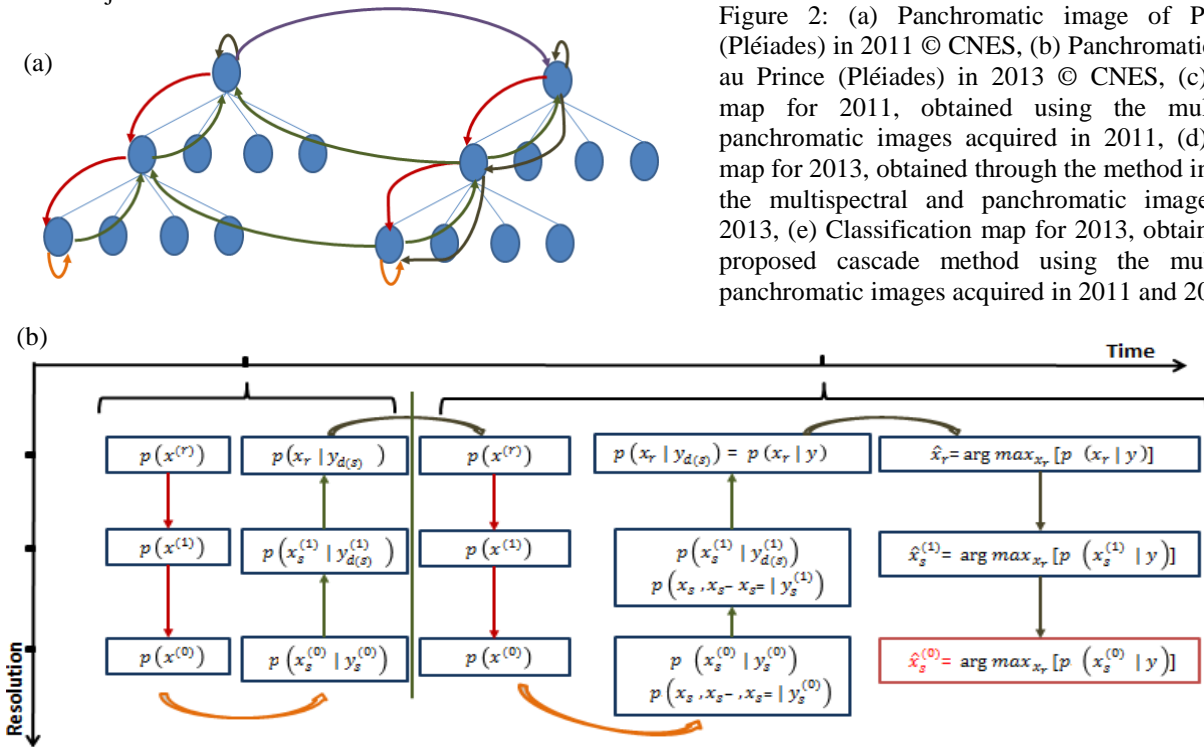 (a)
Figure 2: (a) Panchromatic image of P
(Pléiades) in 2011 © CNES, (b) Panchromatic
au Prince (Pléiades) in 2013 © CNES, (c)
map for 2011, obtained using the mul
panchromatic images acquired in 2011, (d)
map for 2013, obtained through the method in
the multispectral and panchromatic image
2013, (e) Classification map for 2013, obtain
proposed cascade method using the mul
panchromatic images acquired in 2011 and 20
(b)
Time
Resolution
p(x^(r))
p(x^(1))
p(x^(0))
p(x_r | y_d(s))
p(x_s^(1) | y_d(s)^(1))
p(x_s^(0) | y_s^(0))
p(x^(r))
p(x^(1))
p(x^(0))
p(x_r | y_d(s)) = p(x_r | y)
p(x_s^(1) | y_d(s)^(1))
p(x_s, x_s- x_s= | y_s^(1))
p (x_s^(0) | y_s^(0))
p(x_s, x_s-, x_s= | y_s^(0))
x̂_r = arg max_x_r [p (x_r | y)]
x̂_s^(1) = arg max_x_r [p (x_s^(1) | y)]
x̂_s^(0) = arg max_x_r [p (x_s^(0) | y)]